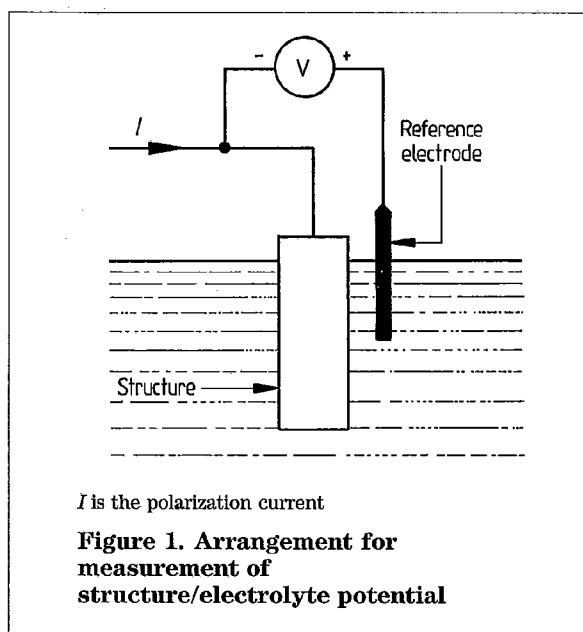 - V +
I
Reference
electrode
Structure
I is the polarization current
Figure 1. Arrangement for
measurement of
structure/electrolyte potential